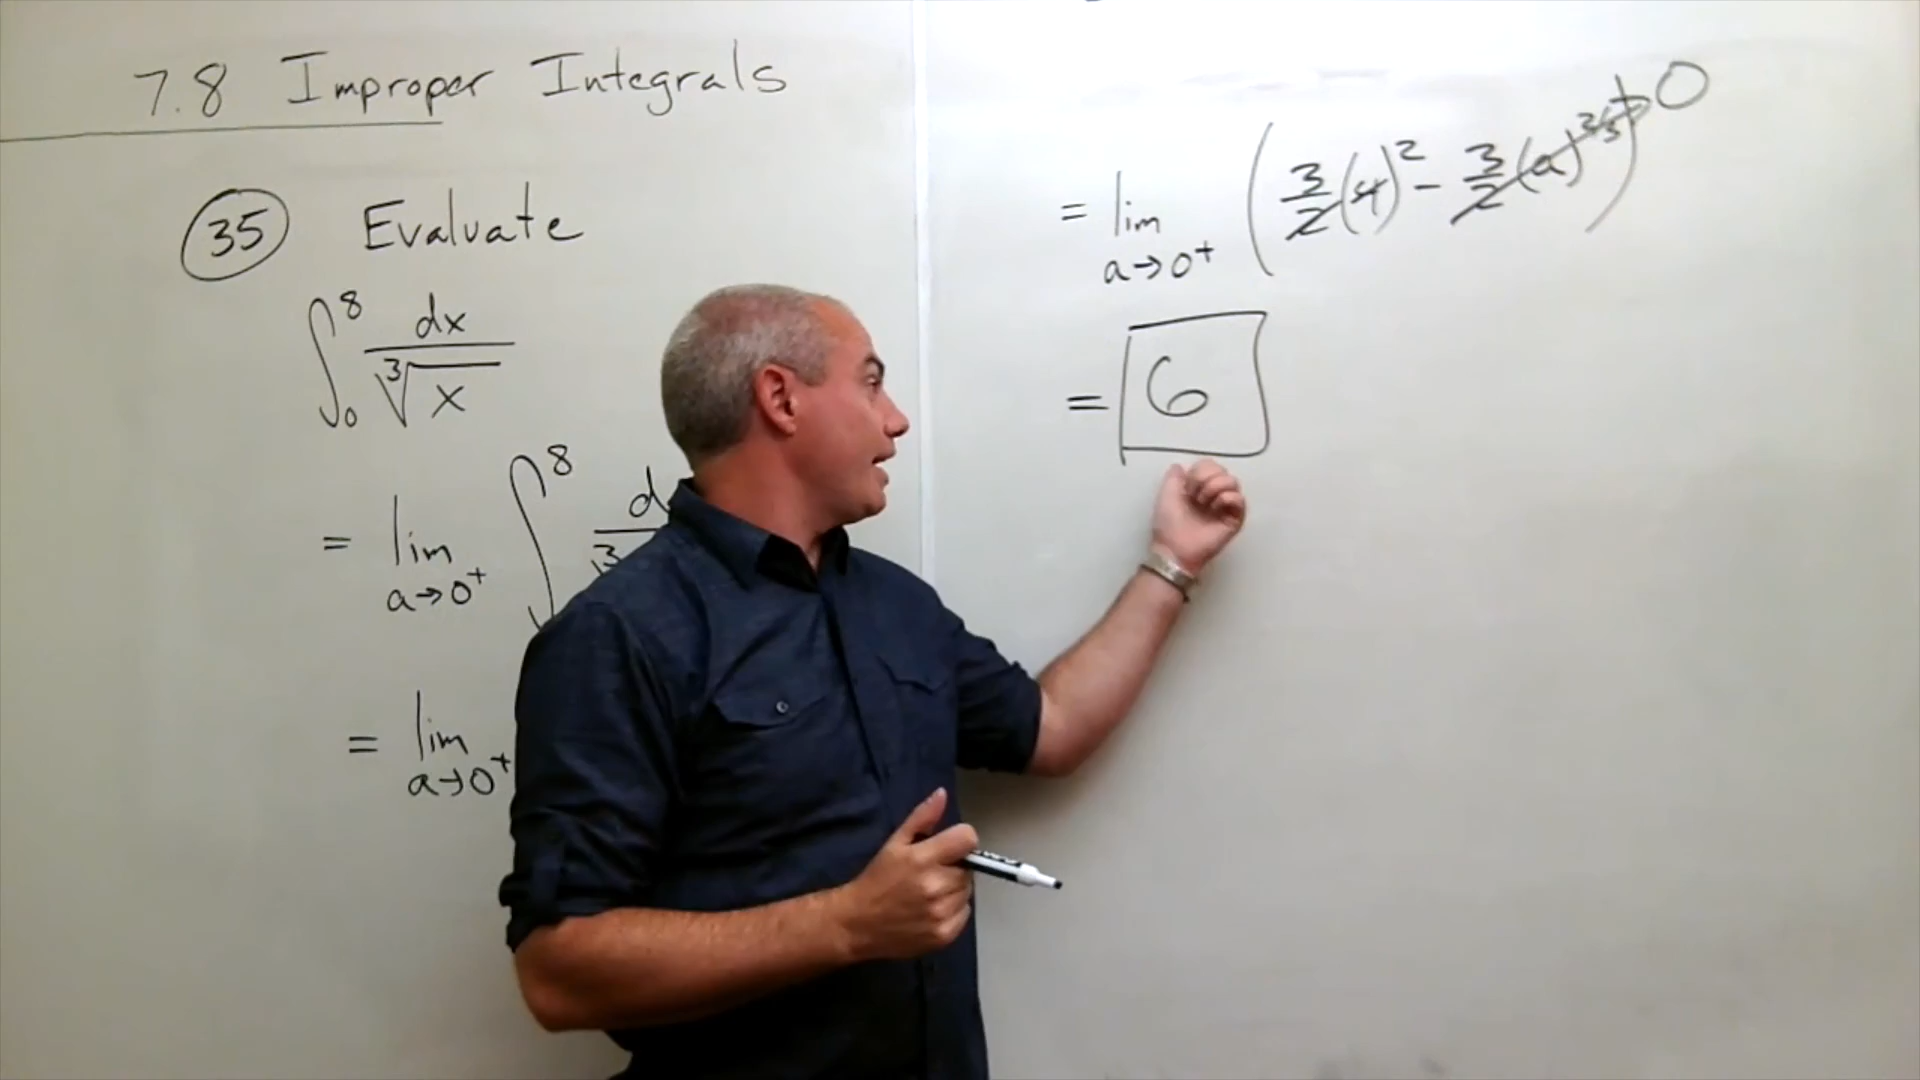 7.8 Improper Integrals
35 Evaluate
∫₀⁸ dx/∛x
= lim a→0⁺ ∫⁸ d 3
= lim a→0⁺
= lim a→0⁺ (3/2(4)² - 3/2(a)^(2/3)) → 0
= 6